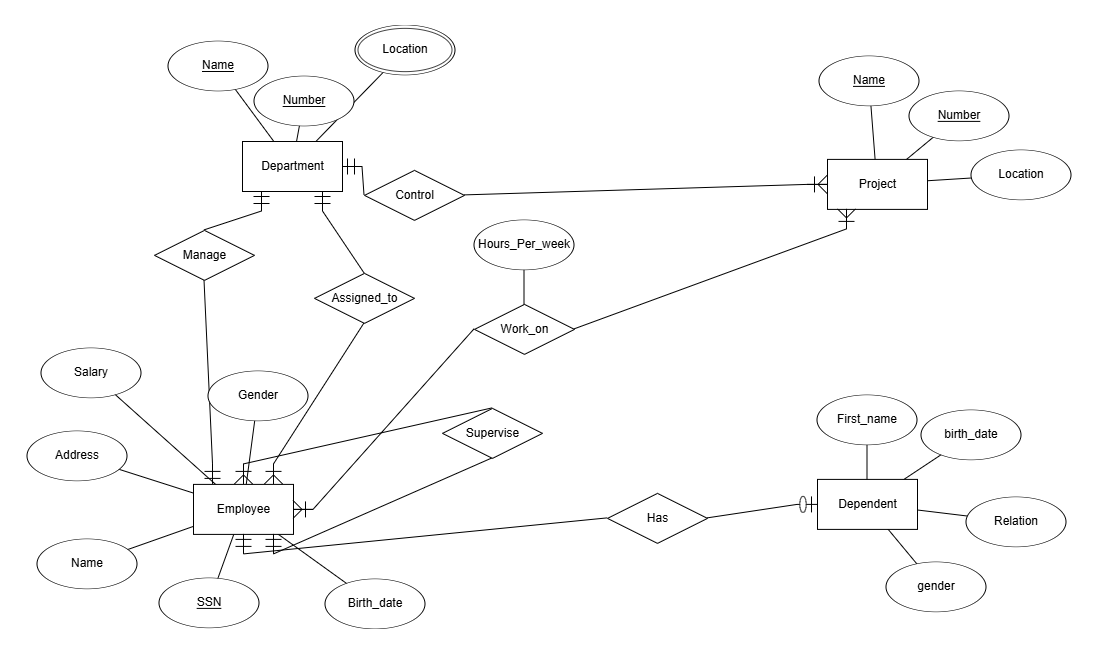 Location
Name
Name
Number
Number
Department
Location
Project
Control
Hours_Per_week
Manage
Assigned_to
Work_on
Salary
Gender
First_name
Supervise
birth_date
Address
Dependent
Employee
Has
Relation
Name
gender
SSN
Birth_date